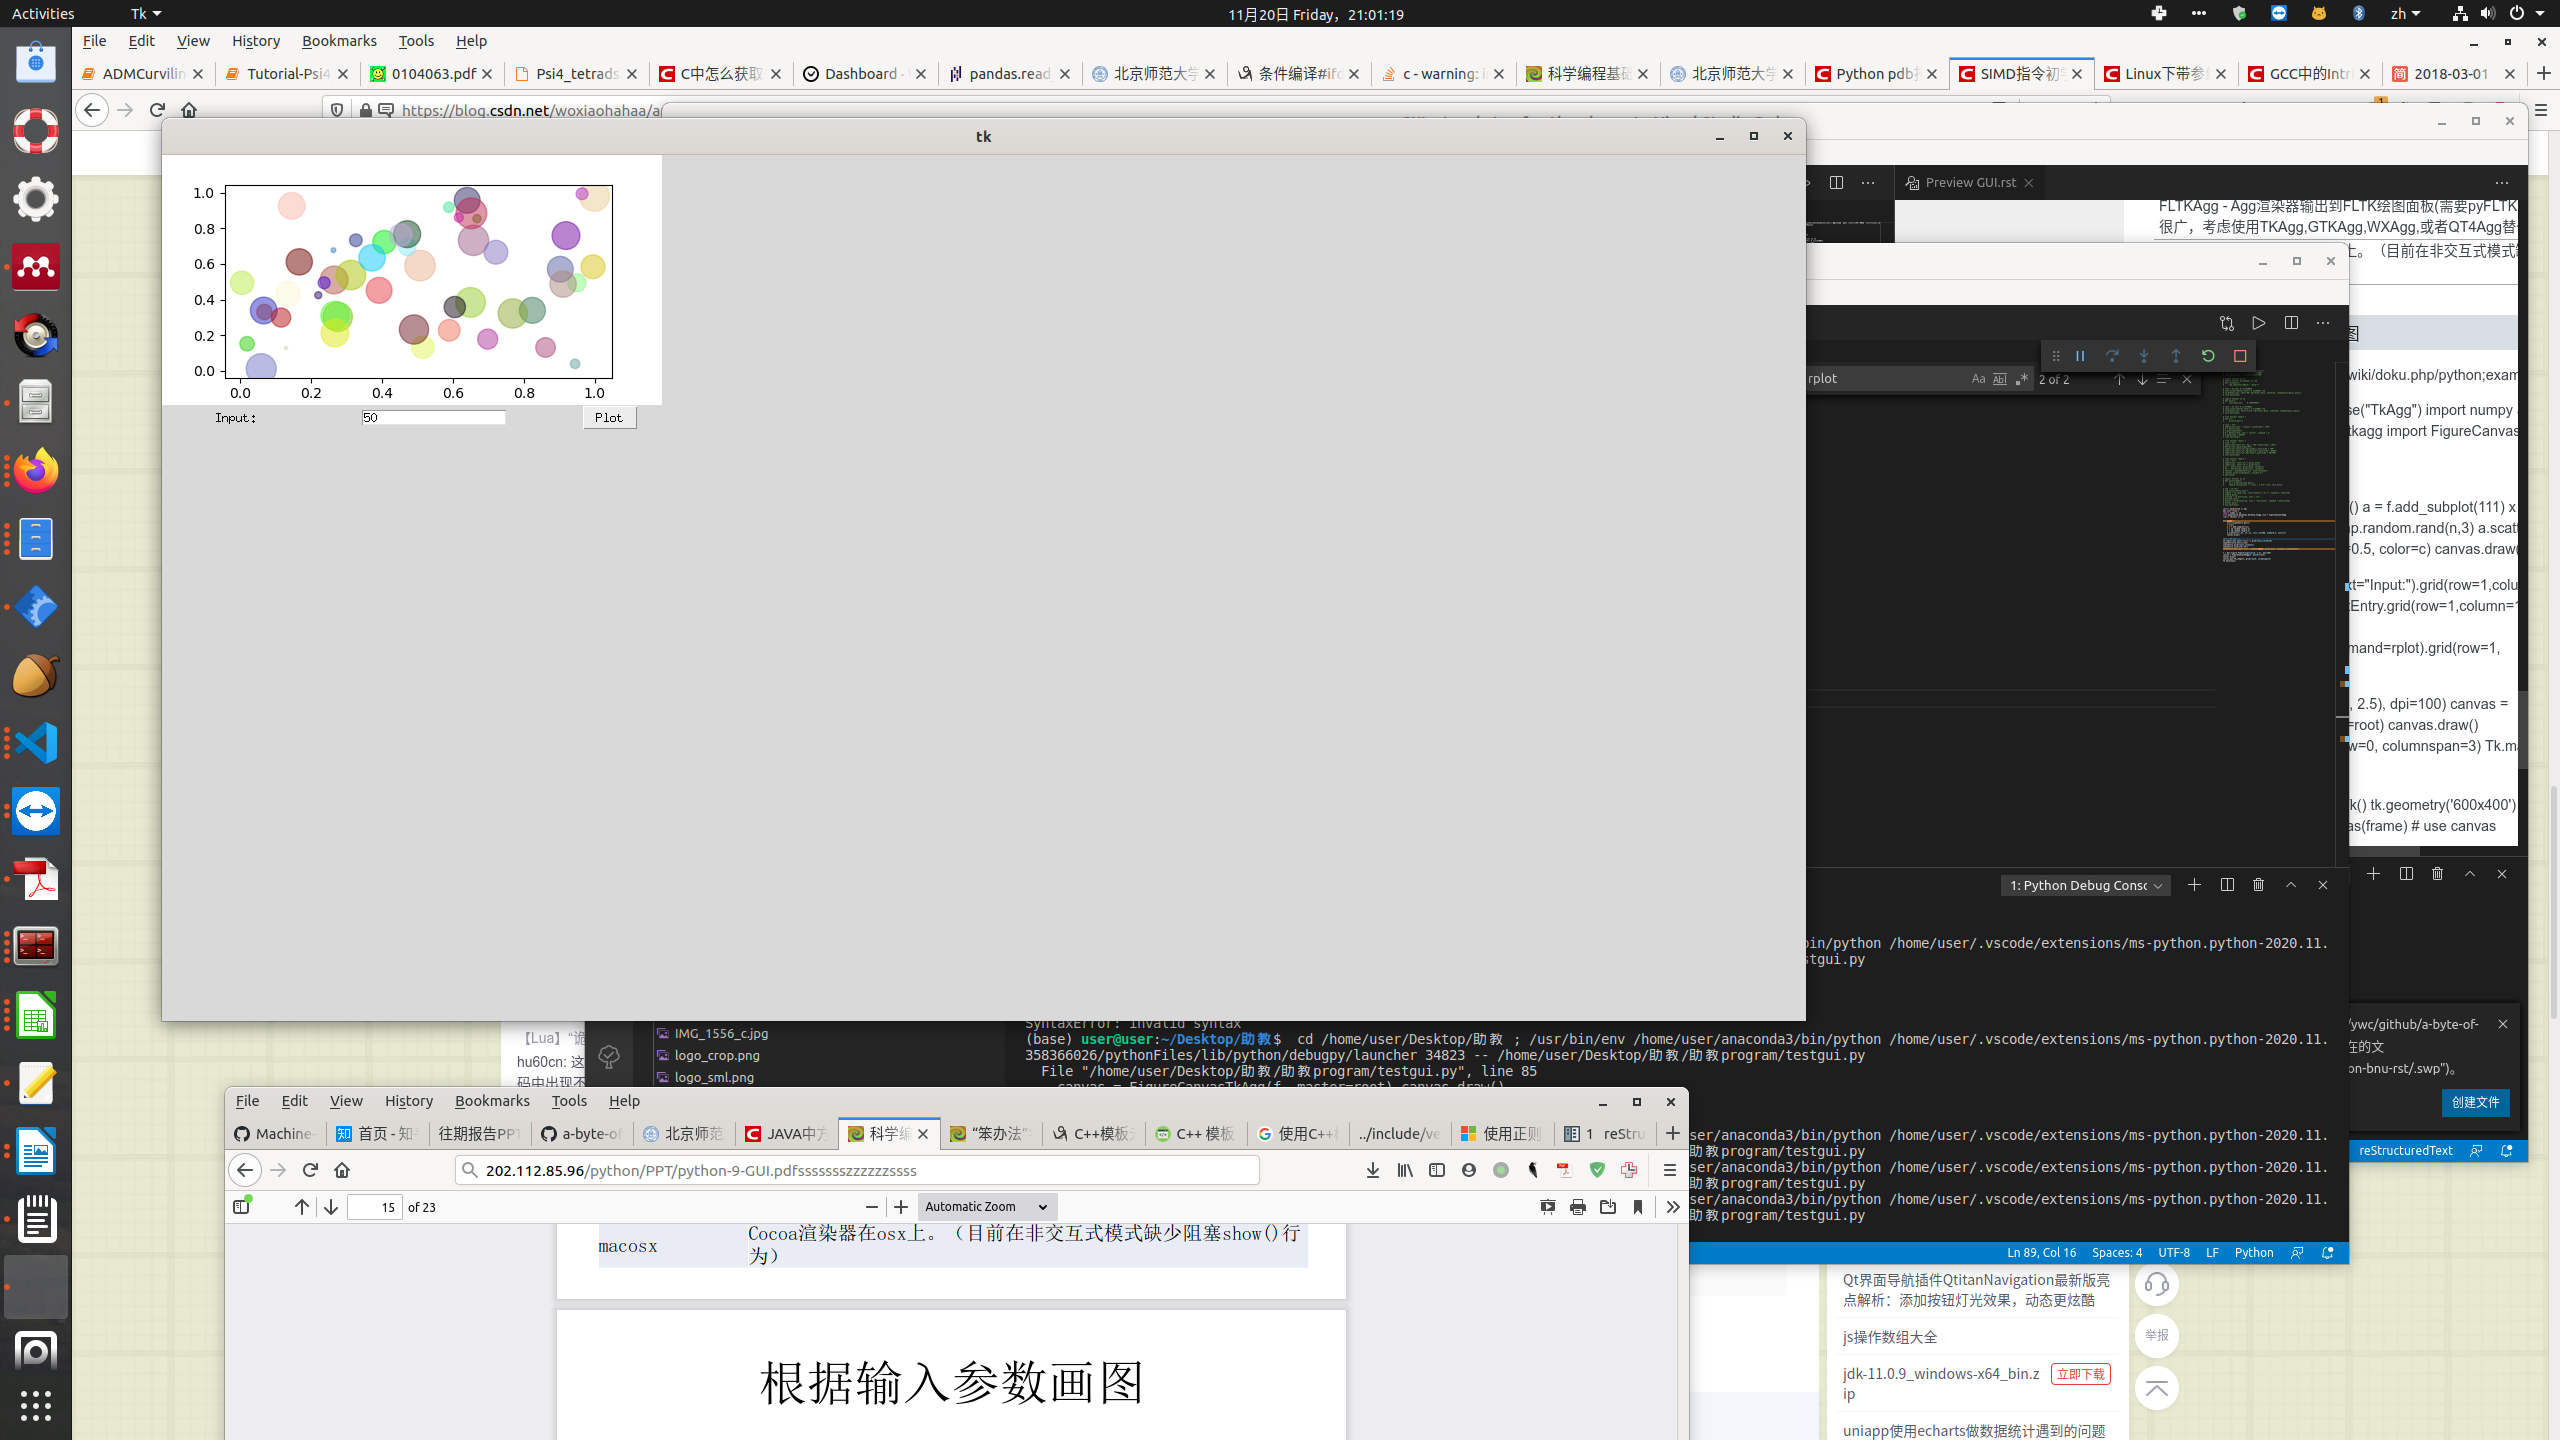 Activities
Tk
11月20日 Friday，21:01:19
zh
File Edit View History Bookmarks Tools Help
ADMCurvilin
Tutorial-Psi4
0104063.pdf
Psi4_tetrads
C中怎么获取
Dashboard ·
pandas.read
北京师范大学
条件编译#ifd
c - warning: i
科学编程基础
北京师范大学
Python pdb
SIMD指令初学
Linux下带参
GCC中的Intri
2018-03-01
https://blog.csdn.net/woxiaohahaa/a
tk
Preview GUI.rst
FLTKAgg - Agg渲染器输出到FLTK绘图面板(需要pyFLTK
很广，考虑使用TKAgg,GTKAgg,WXAgg,或者QT4Agg替
上。（目前在非交互式模式缺
1.0
0.8
0.6
0.4
0.2
0.0
0.0 0.2 0.4 0.6 0.8 1.0
Input:
50
Plot
rplot
2 of 2
图
wiki/doku.php/python;exam
se("TkAgg") import numpy
tkagg import FigureCanvas
() a = f.add_subplot(111) x
np.random.rand(n,3) a.scat
=0.5, color=c) canvas.draw(
xt="Input:").grid(row=1,colu
tEntry.grid(row=1,column=1
mand=rplot).grid(row=1,
, 2.5), dpi=100) canvas =
=root) canvas.draw()
w=0, columnspan=3) Tk.ma
k() tk.geometry('600x400')
as(frame) # use canvas
1: Python Debug Consc
bin/python /home/user/.vscode/extensions/ms-python.python-2020.11.
stgui.py
SyntaxError: invalid syntax
(base) user@user:~/Desktop/助教$ cd /home/user/Desktop/助教 ; /usr/bin/env /home/user/anaconda3/bin/python /home/user/.vscode/extensions/ms-python.python-2020.11.
358366026/pythonFiles/lib/python/debugpy/launcher 34823 -- /home/user/Desktop/助教/助教program/testgui.py
File "/home/user/Desktop/助教/助教program/testgui.py", line 85
canvas = FigureCanvasTkAgg(f, master=root) canvas.draw()
user/anaconda3/bin/python /home/user/.vscode/extensions/ms-python.python-2020.11.
助教program/testgui.py
user/anaconda3/bin/python /home/user/.vscode/extensions/ms-python.python-2020.11.
助教program/testgui.py
user/anaconda3/bin/python /home/user/.vscode/extensions/ms-python.python-2020.11.
助教program/testgui.py
【Lua】“诡
hu60cn: 这
码中出现不
IMG_1556_c.jpg
logo_crop.png
logo_sml.png
/ywc/github/a-byte-of-
在的文
on-bnu-rst/.swp")。
创建文件
reStructuredText
Ln 89, Col 16 Spaces: 4 UTF-8 LF Python
File Edit View History Bookmarks Tools Help
Machine-
首页 - 知
往期报告PPT
a-byte-of
北京师范
JAVA中方
科学编
“笨办法”
C++模板元
C++ 模板
使用C++
../include/ve
使用正则
1 reStru
202.112.85.96/python/PPT/python-9-GUI.pdfssssssszzzzzzssss
15 of 23
Automatic Zoom
macosx
Cocoa渲染器在osx上。（目前在非交互式模式缺少阻塞show()行
为）
根据输入参数画图
Qt界面导航插件QtitanNavigation最新版亮
点解析：添加按钮灯光效果，动态更炫酷
js操作数组大全
jdk-11.0.9_windows-x64_bin.z
ip
立即下载
uniapp使用echarts做数据统计遇到的问题
举报